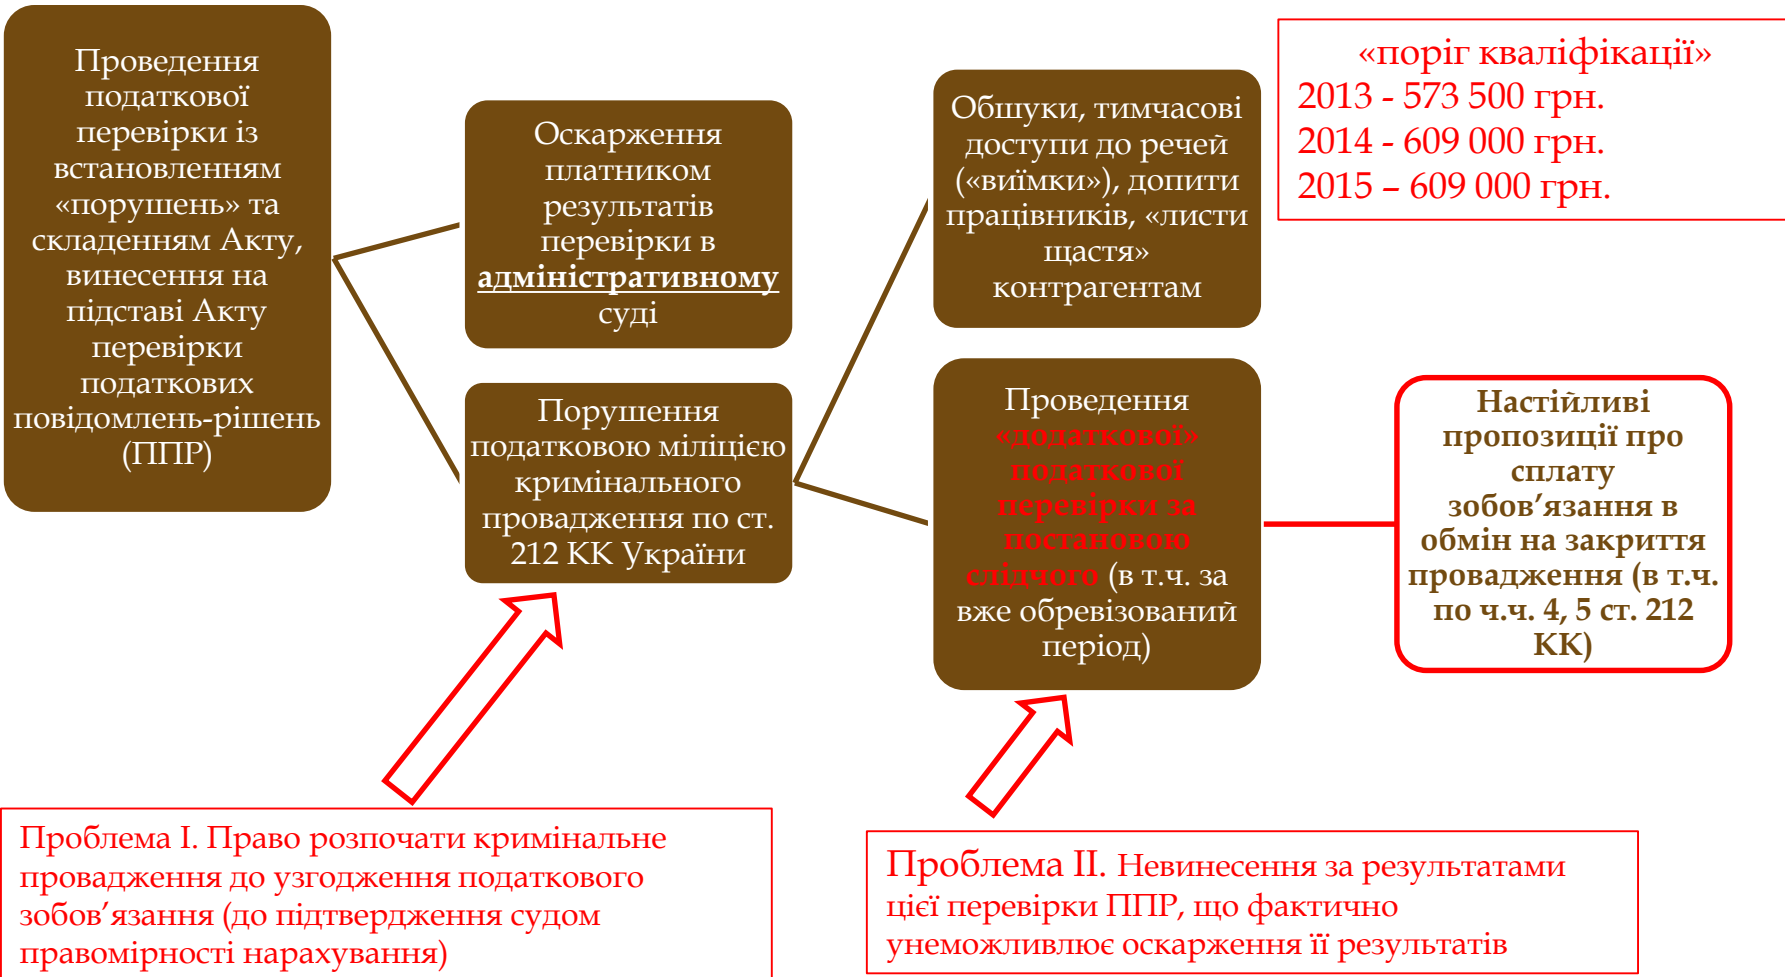 Проведення
податкової
перевірки із
встановленням
«порушень» та
складенням Акту,
винесення на
підставі Акту
перевірки
податкових
повідомлень-рішень
(ППР)
Оскарження
платником
результатів
перевірки в
адміністративному
суді
Порушення
податковою міліцією
кримінального
провадження по ст.
212 КК України
Обшуки, тимчасові
доступи до речей
(«виїмки»), допити
працівників, «листи
щастя»
контрагентам
Проведення
«додаткової»
податкової
перевірки за
постановою
слідчого (в т.ч. за
вже обревізований
період)
«поріг кваліфікації»
2013 - 573 500 грн.
2014 - 609 000 грн.
2015 – 609 000 грн.
Настійливі
пропозиції про
сплату
зобов’язання в
обмін на закриття
провадження (в т.ч.
по ч.ч. 4, 5 ст. 212
КК)
Проблема І. Право розпочати кримінальне
провадження до узгодження податкового
зобов’язання (до підтвердження судом
правомірності нарахування)
Проблема ІІ. Невинесення за результатами
цієї перевірки ППР, що фактично
унеможливлює оскарження її результатів